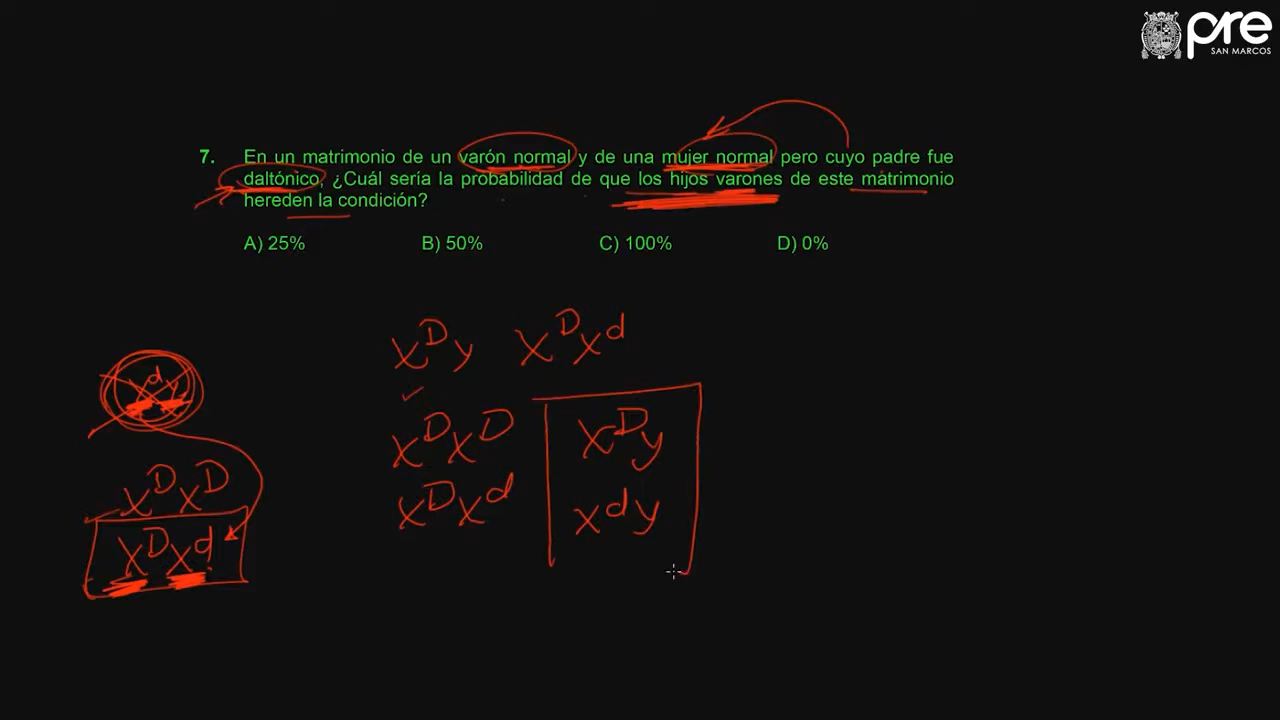 pre
SAN MARCOS
7. En un matrimonio de un varón normal y de una mujer normal pero cuyo padre fue
daltónico, ¿Cuál sería la probabilidad de que los hijos varones de este matrimonio
hereden la condición?
A) 25% B) 50% C) 100% D) 0%
X^D y X^D X^d
X^d y
X^D X^D X^D y
X^D X^D
X^D X^d X^d y
X^D X^d